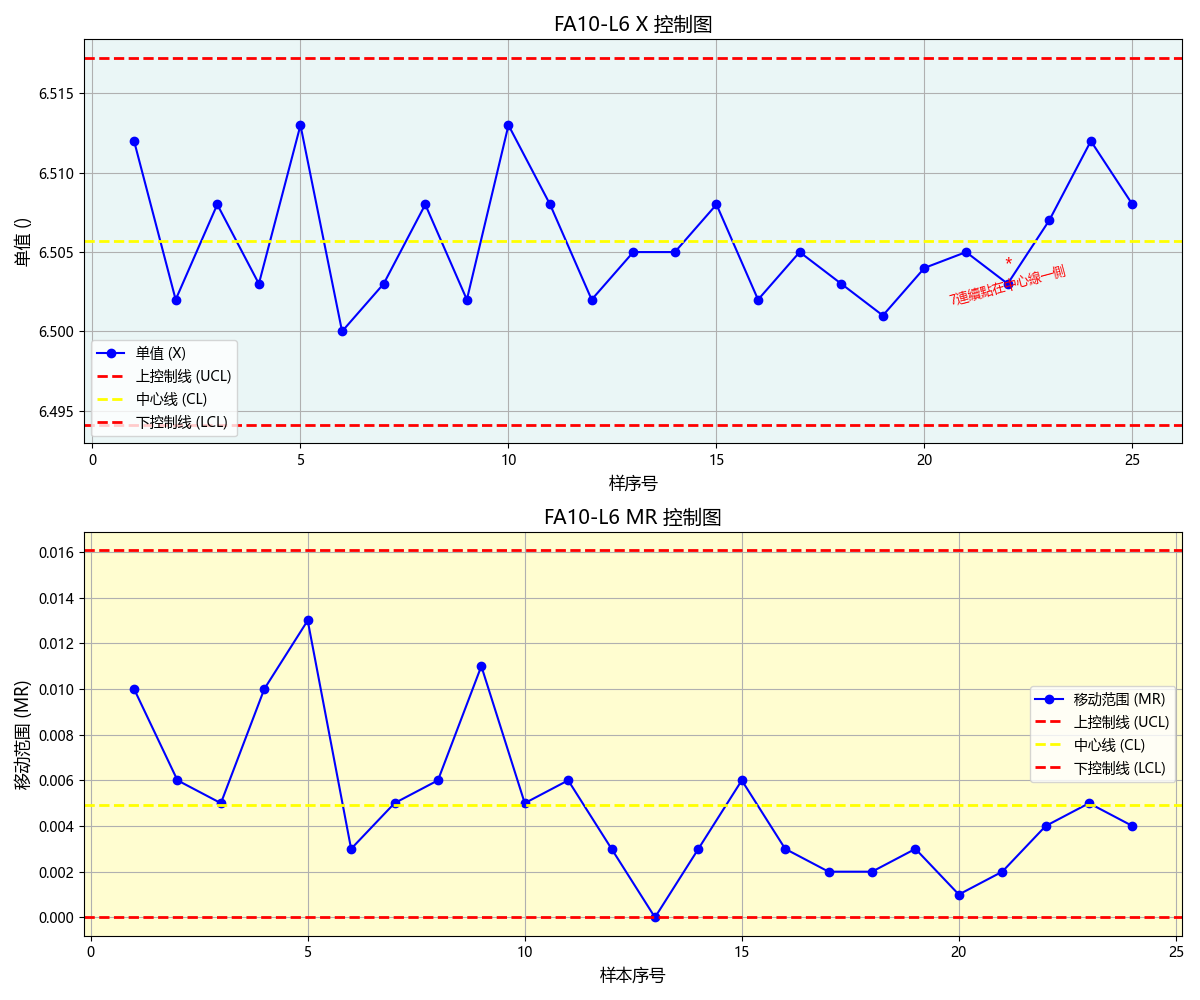 FA10-L6 X 控制图
单值 ()
6.515
6.510
6.505
6.500
6.495
*
7連續點在中心線一側
单值 (X)
上控制线 (UCL)
中心线 (CL)
下控制线 (LCL)
0 5 10 15 20 25
样序号
FA10-L6 MR 控制图
移动范围 (MR)
0.016
0.014
0.012
0.010
0.008
0.006
0.004
0.002
0.000
移动范围 (MR)
上控制线 (UCL)
中心线 (CL)
下控制线 (LCL)
0 5 10 15 20 25
样本序号